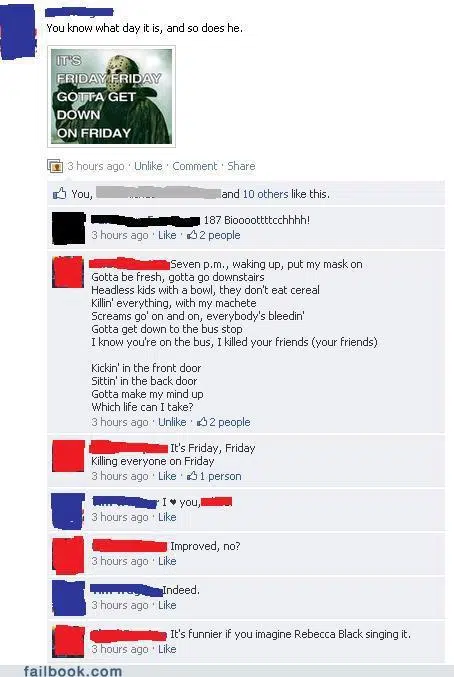 You know what day it is, and so does he.
IT'S
FRIDAY FRIDAY
GOTTA GET
DOWN
ON FRIDAY
3 hours ago · Unlike · Comment · Share
You, and 10 others like this.
187 Bioooottttcchhhh!
3 hours ago · Like · 2 people
Seven p.m., waking up, put my mask on
Gotta be fresh, gotta go downstairs
Headless kids with a bowl, they don't eat cereal
Killin' everything, with my machete
Screams go' on and on, everybody's bleedin'
Gotta get down to the bus stop
I know you're on the bus, I killed your friends (your friends)
Kickin' in the front door
Sittin' in the back door
Gotta make my mind up
Which life can I take?
3 hours ago · Unlike · 2 people
It's Friday, Friday
Killing everyone on Friday
3 hours ago · Like · 1 person
I ♥ you,
3 hours ago · Like
Improved, no?
3 hours ago · Like
Indeed.
3 hours ago · Like
It's funnier if you imagine Rebecca Black singing it.
3 hours ago · Like
failbook.com